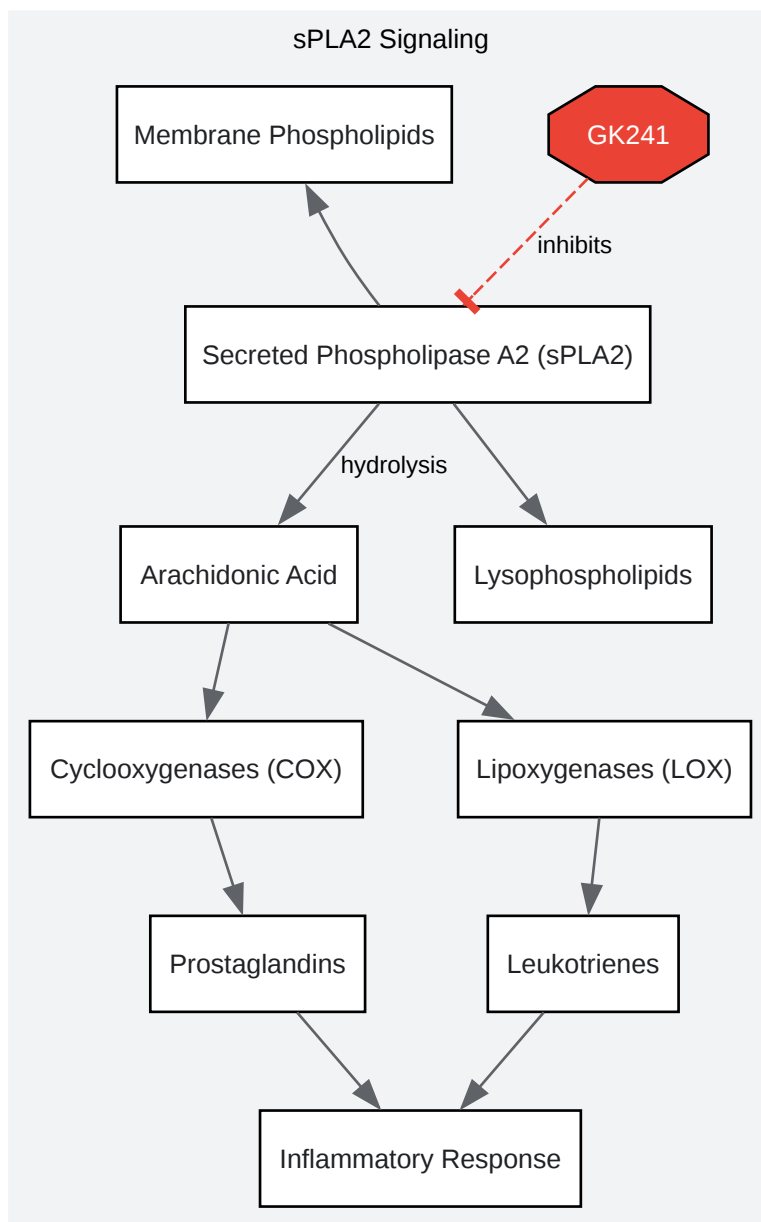 sPLA2 Signaling
Membrane Phospholipids
GK241
inhibits
Secreted Phospholipase A2 (sPLA2)
hydrolysis
Arachidonic Acid
Lysophospholipids
Cyclooxygenases (COX)
Lipoxygenases (LOX)
Prostaglandins
Leukotrienes
Inflammatory Response